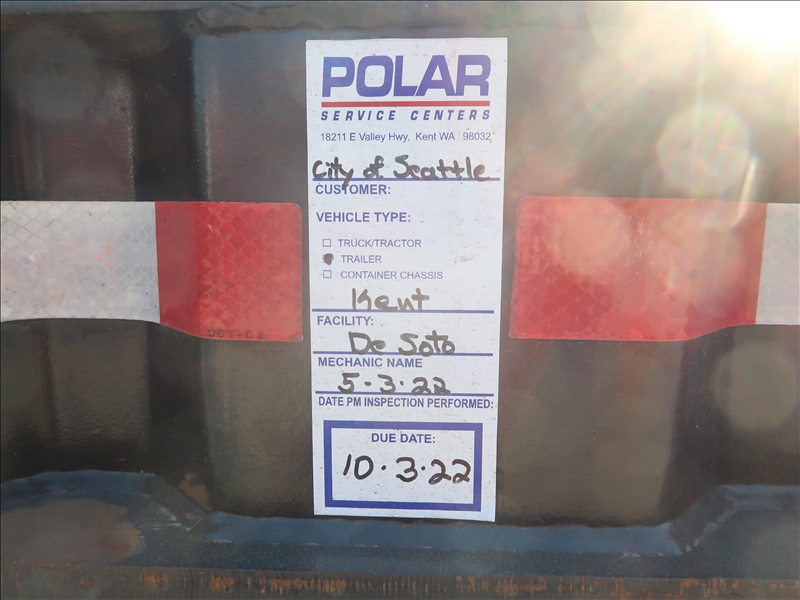 POLAR
SERVICE CENTERS
18211 E Valley Hwy, Kent WA 98032
City of Seattle
CUSTOMER:
VEHICLE TYPE:
TRUCK/TRACTOR
TRAILER
CONTAINER CHASSIS
Kent
FACILITY:
De Soto
MECHANIC NAME
5·3·22
DATE PM INSPECTION PERFORMED:
DUE DATE:
10·3·22
DOT-C2